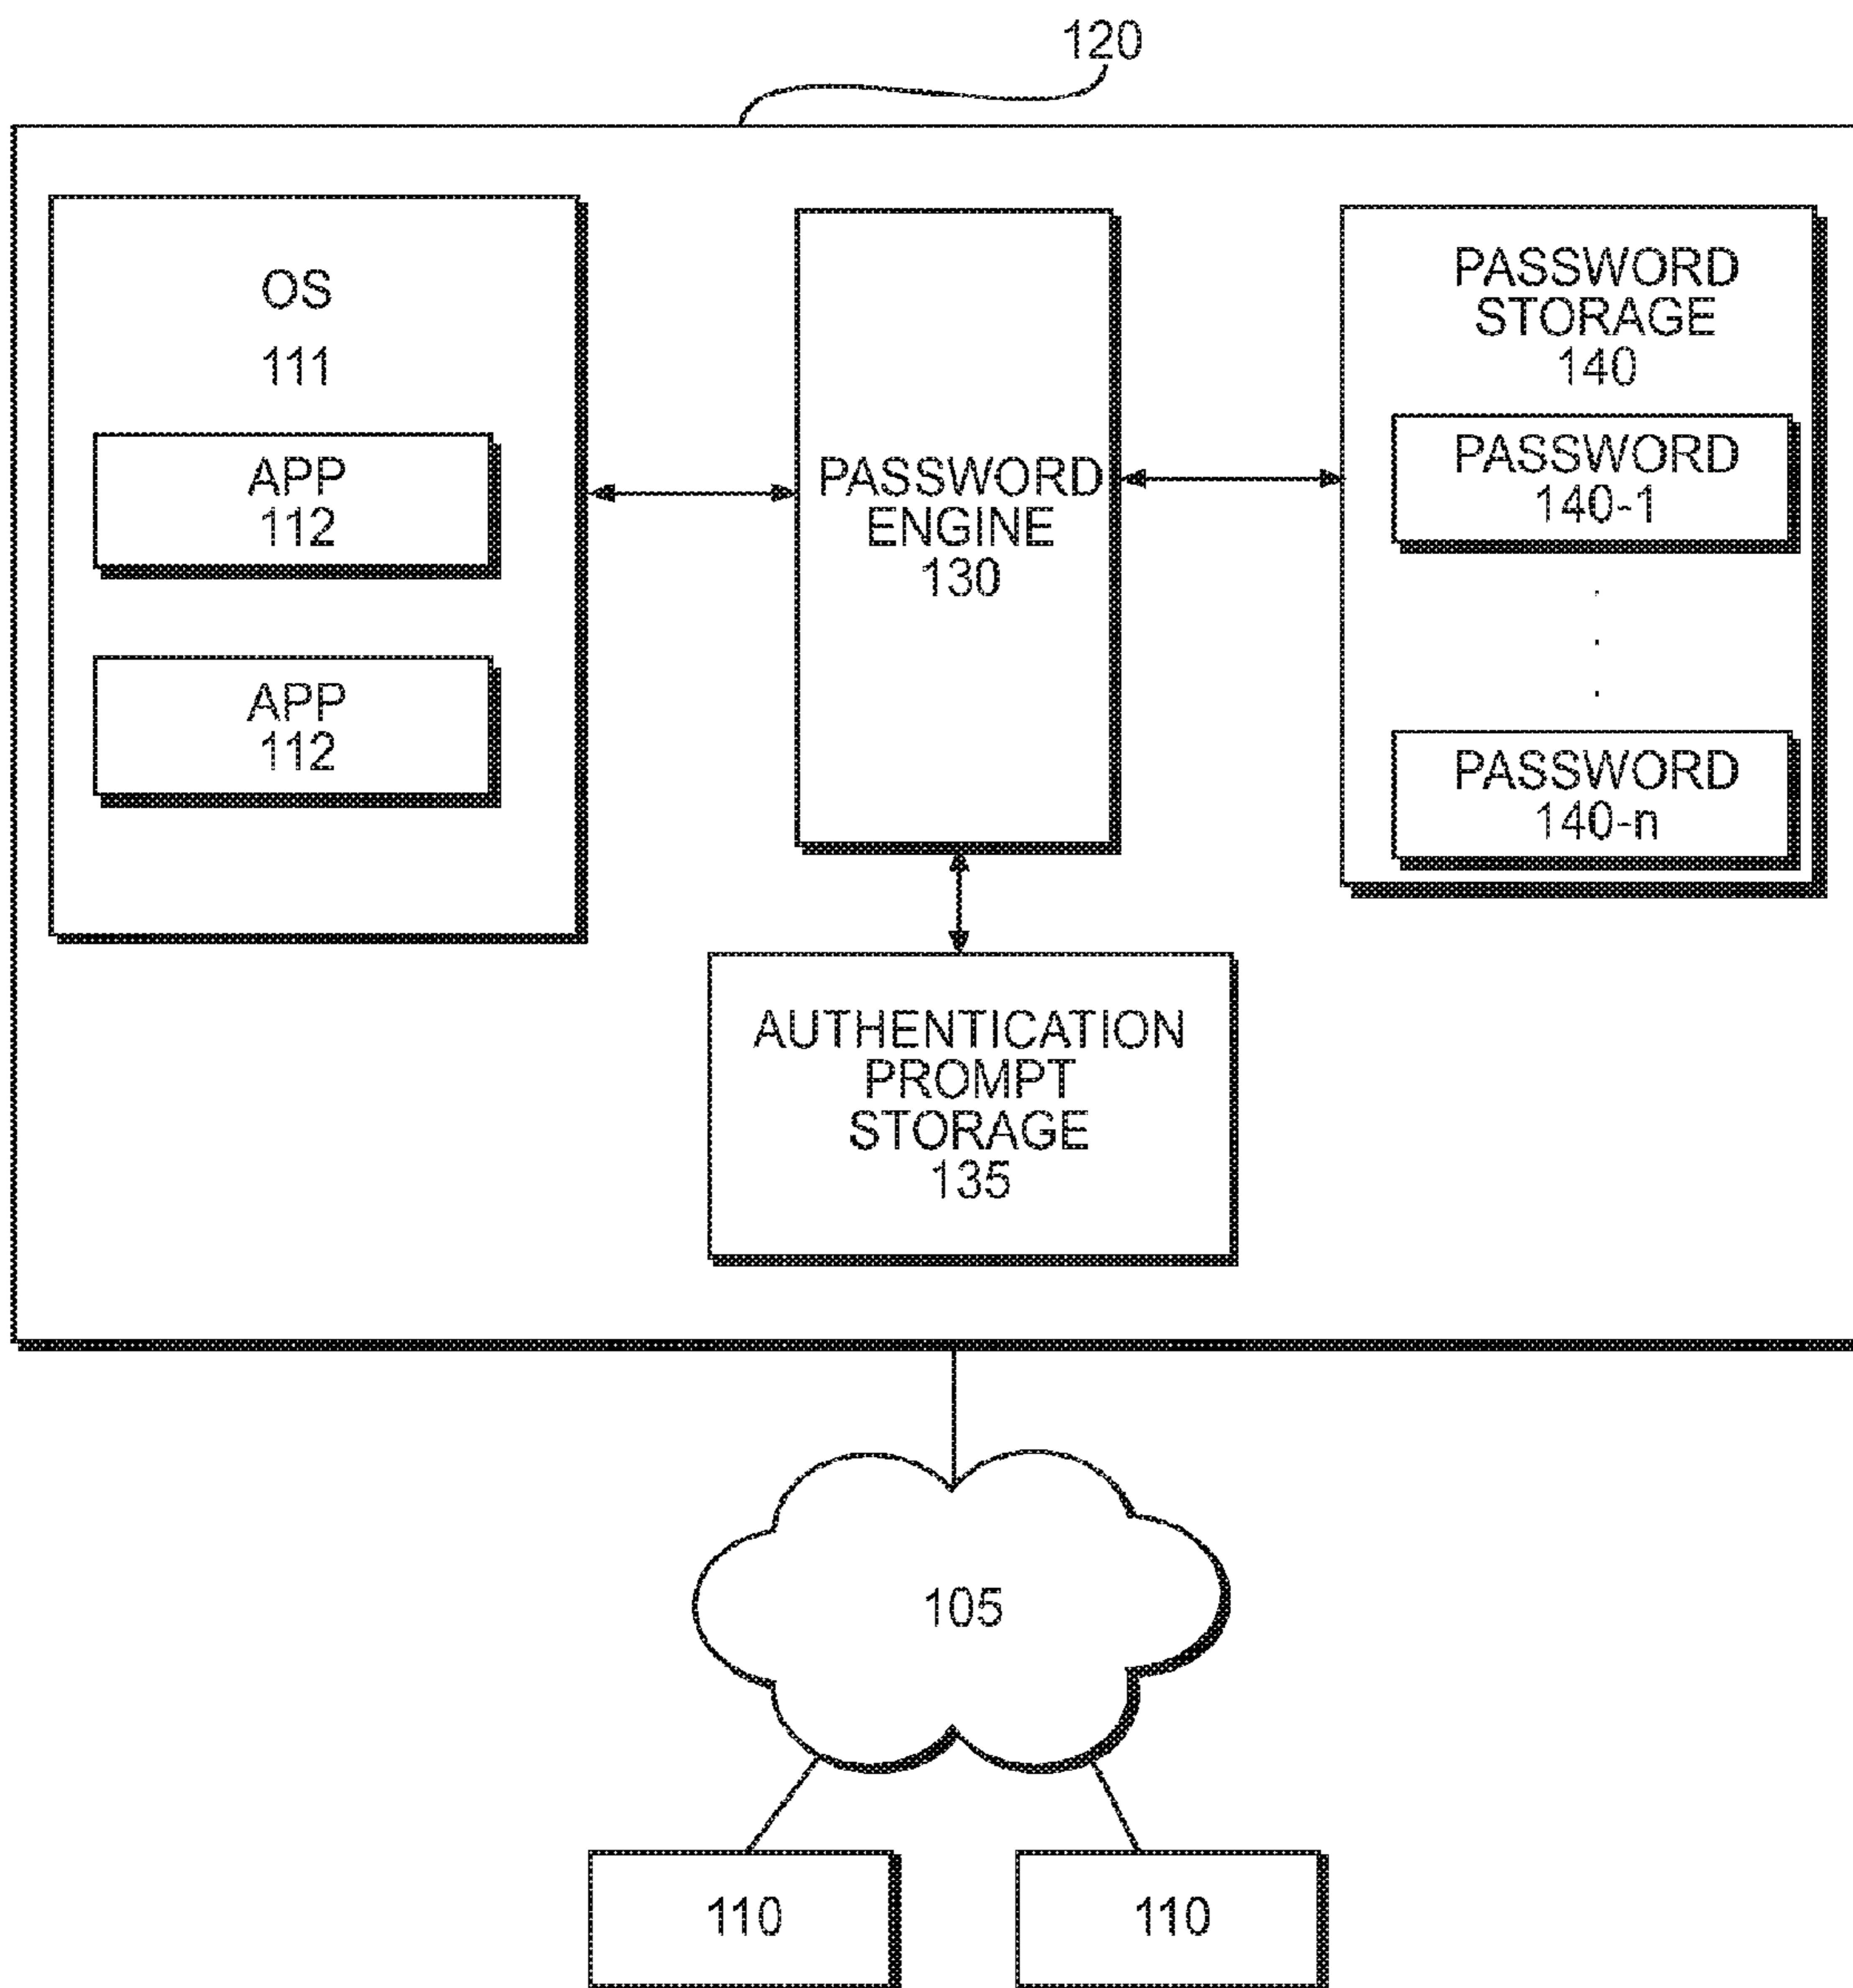 120
OS
111
APP
112
APP
112
PASSWORD
ENGINE
130
PASSWORD
STORAGE
140
PASSWORD
140-1
.
.
.
PASSWORD
140-n
AUTHENTICATION
PROMPT
STORAGE
135
105
110
110